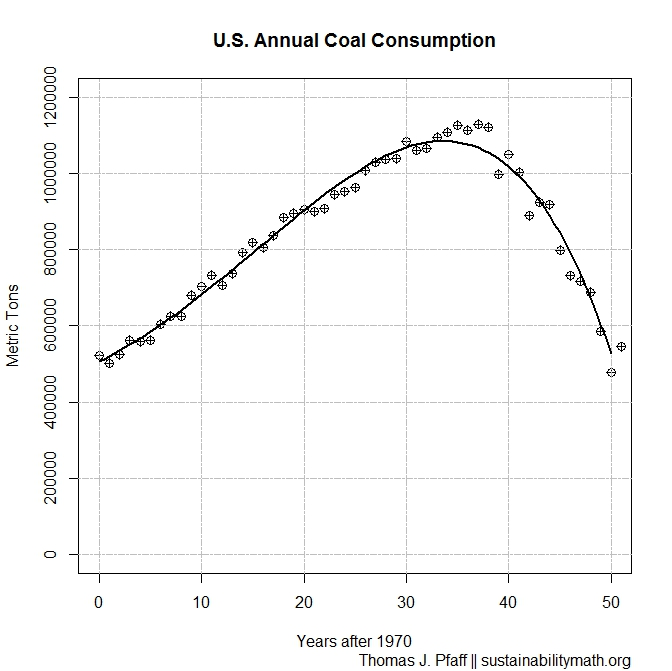 U.S. Annual Coal Consumption
1200000
1000000
800000
600000
400000
200000
0
Metric Tons
0 10 20 30 40 50
Years after 1970
Thomas J. Pfaff || sustainabilitymath.org